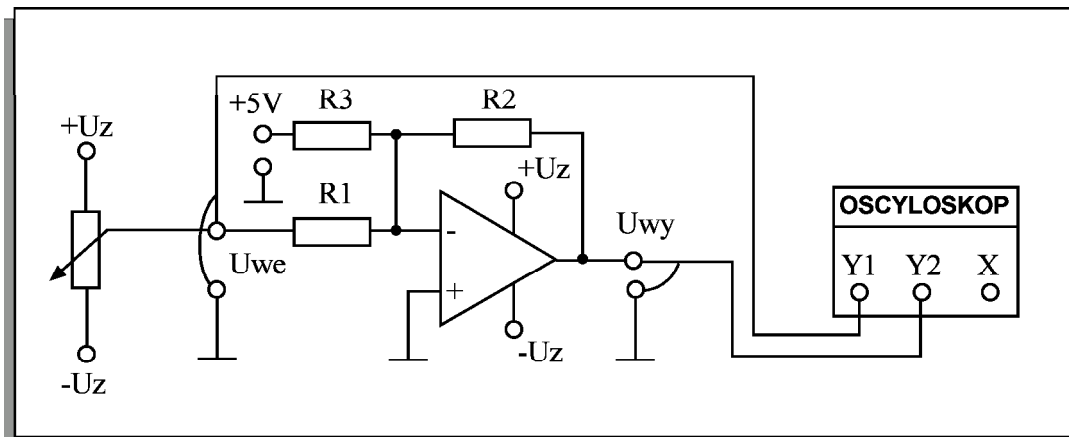 +5V
R3
R2
+Uz
+Uz
R1
OSCYLOSKOP
-
Uwy
Uwe
Y1 Y2 X
+
-Uz
-Uz